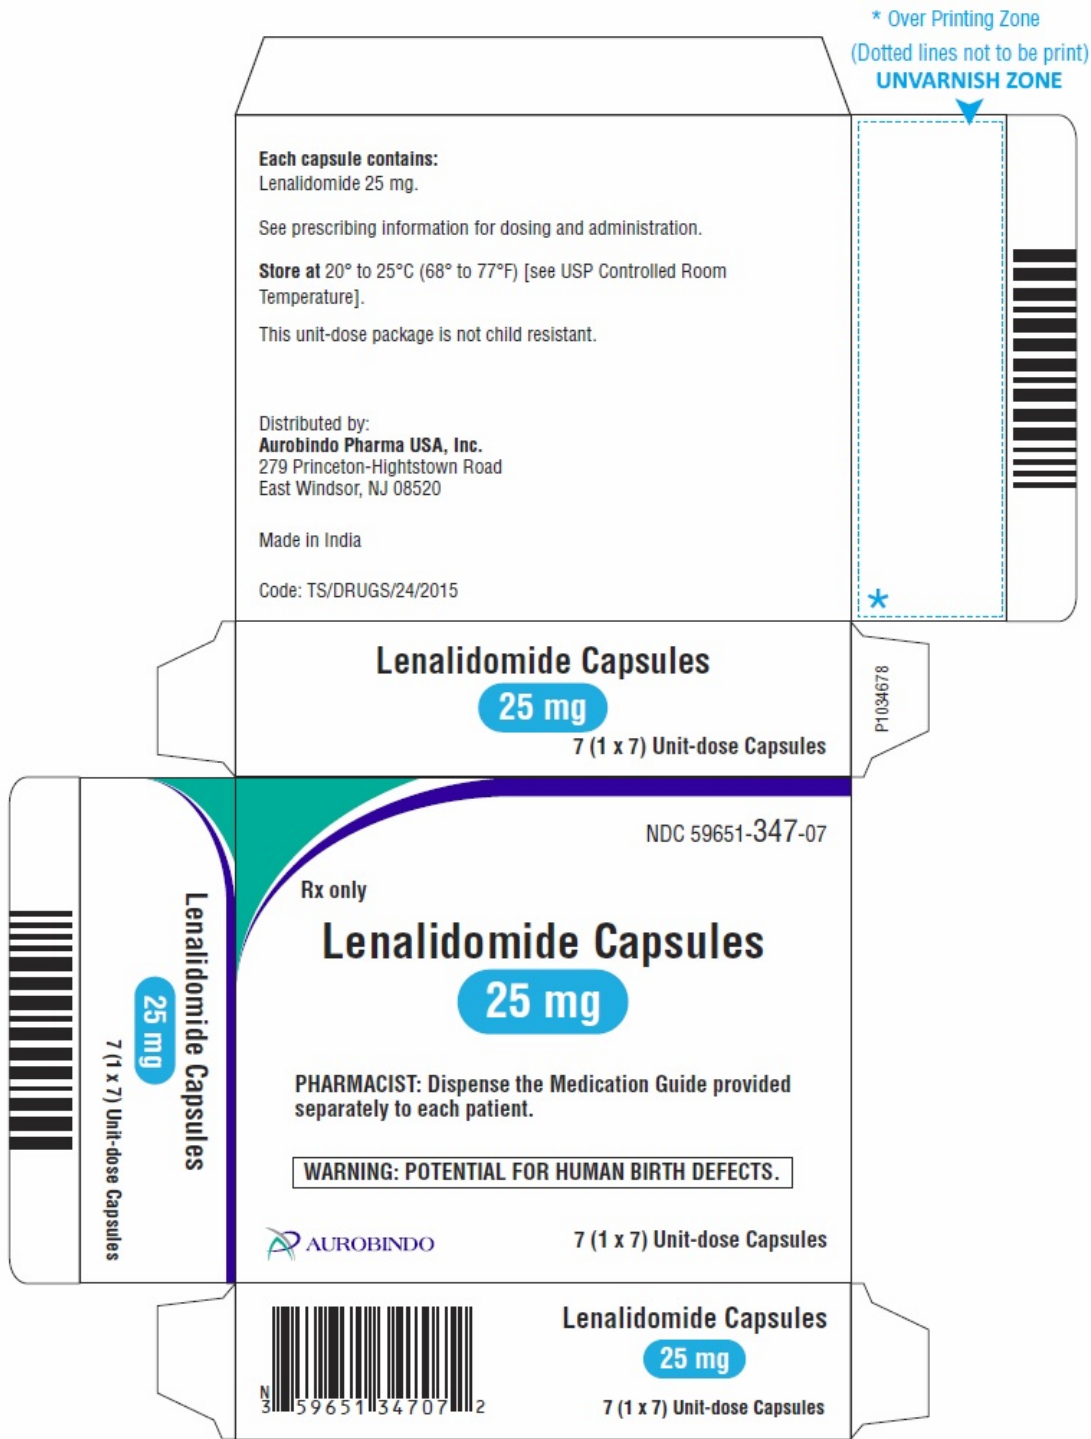 * Over Printing Zone
(Dotted lines not to be print)
UNVARNISH ZONE
Each capsule contains:
Lenalidomide 25 mg.
See prescribing information for dosing and administration.
Store at 20° to 25°C (68° to 77°F) [see USP Controlled Room
Temperature].
This unit-dose package is not child resistant.
Distributed by:
Aurobindo Pharma USA, Inc.
279 Princeton-Hightstown Road
East Windsor, NJ 08520
Made in India
Code: TS/DRUGS/24/2015
*
Lenalidomide Capsules
25 mg
7 (1 x 7) Unit-dose Capsules
P1034678
Lenalidomide Capsules
25 mg
7 (1 x 7) Unit-dose Capsules
NDC 59651-347-07
Rx only
Lenalidomide Capsules
25 mg
PHARMACIST: Dispense the Medication Guide provided
separately to each patient.
WARNING: POTENTIAL FOR HUMAN BIRTH DEFECTS.
AUROBINDO
7 (1 x 7) Unit-dose Capsules
N
3 59651 34707 2
Lenalidomide Capsules
25 mg
7 (1 x 7) Unit-dose Capsules